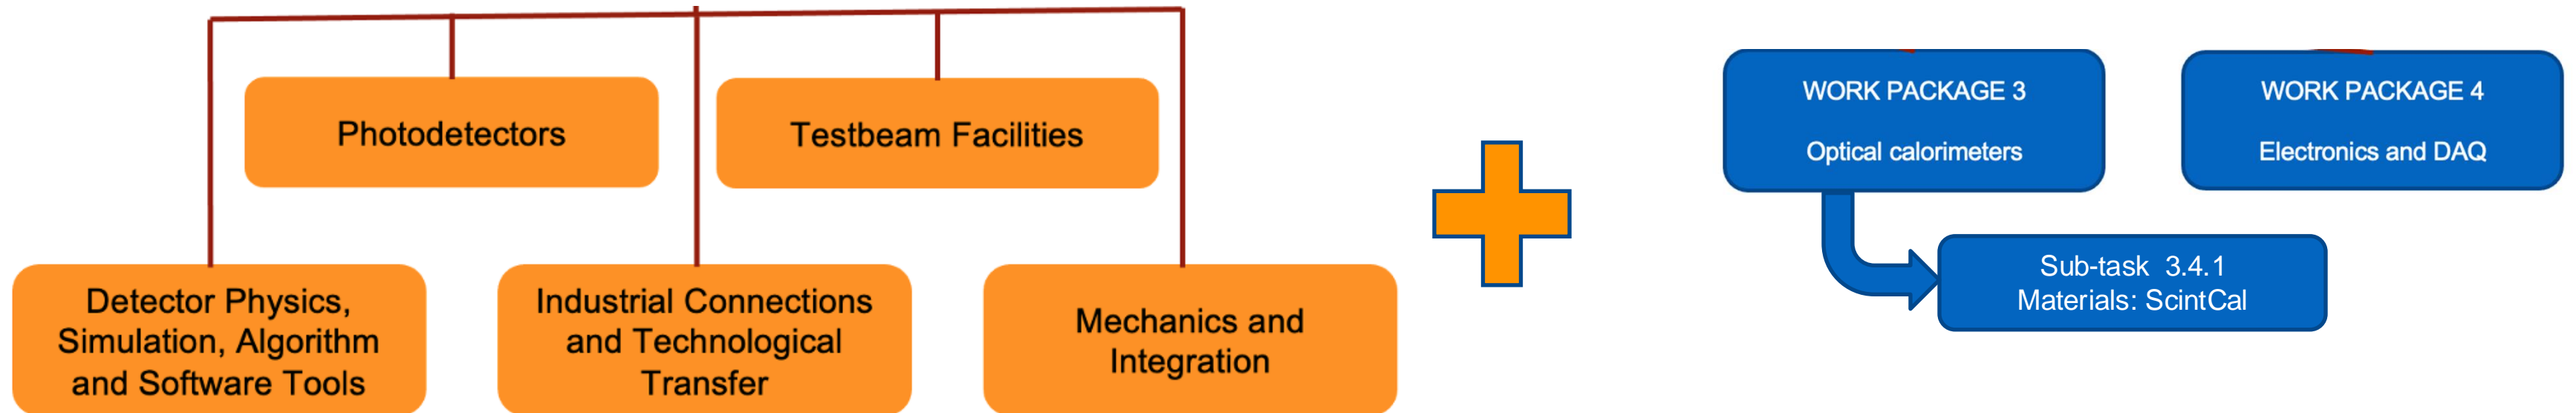 Photodetectors
Testbeam Facilities
Detector Physics,
Simulation, Algorithm
and Software Tools
Industrial Connections
and Technological
Transfer
Mechanics and
Integration
WORK PACKAGE 3
Optical calorimeters
WORK PACKAGE 4
Electronics and DAQ
Sub-task 3.4.1
Materials: ScintCal